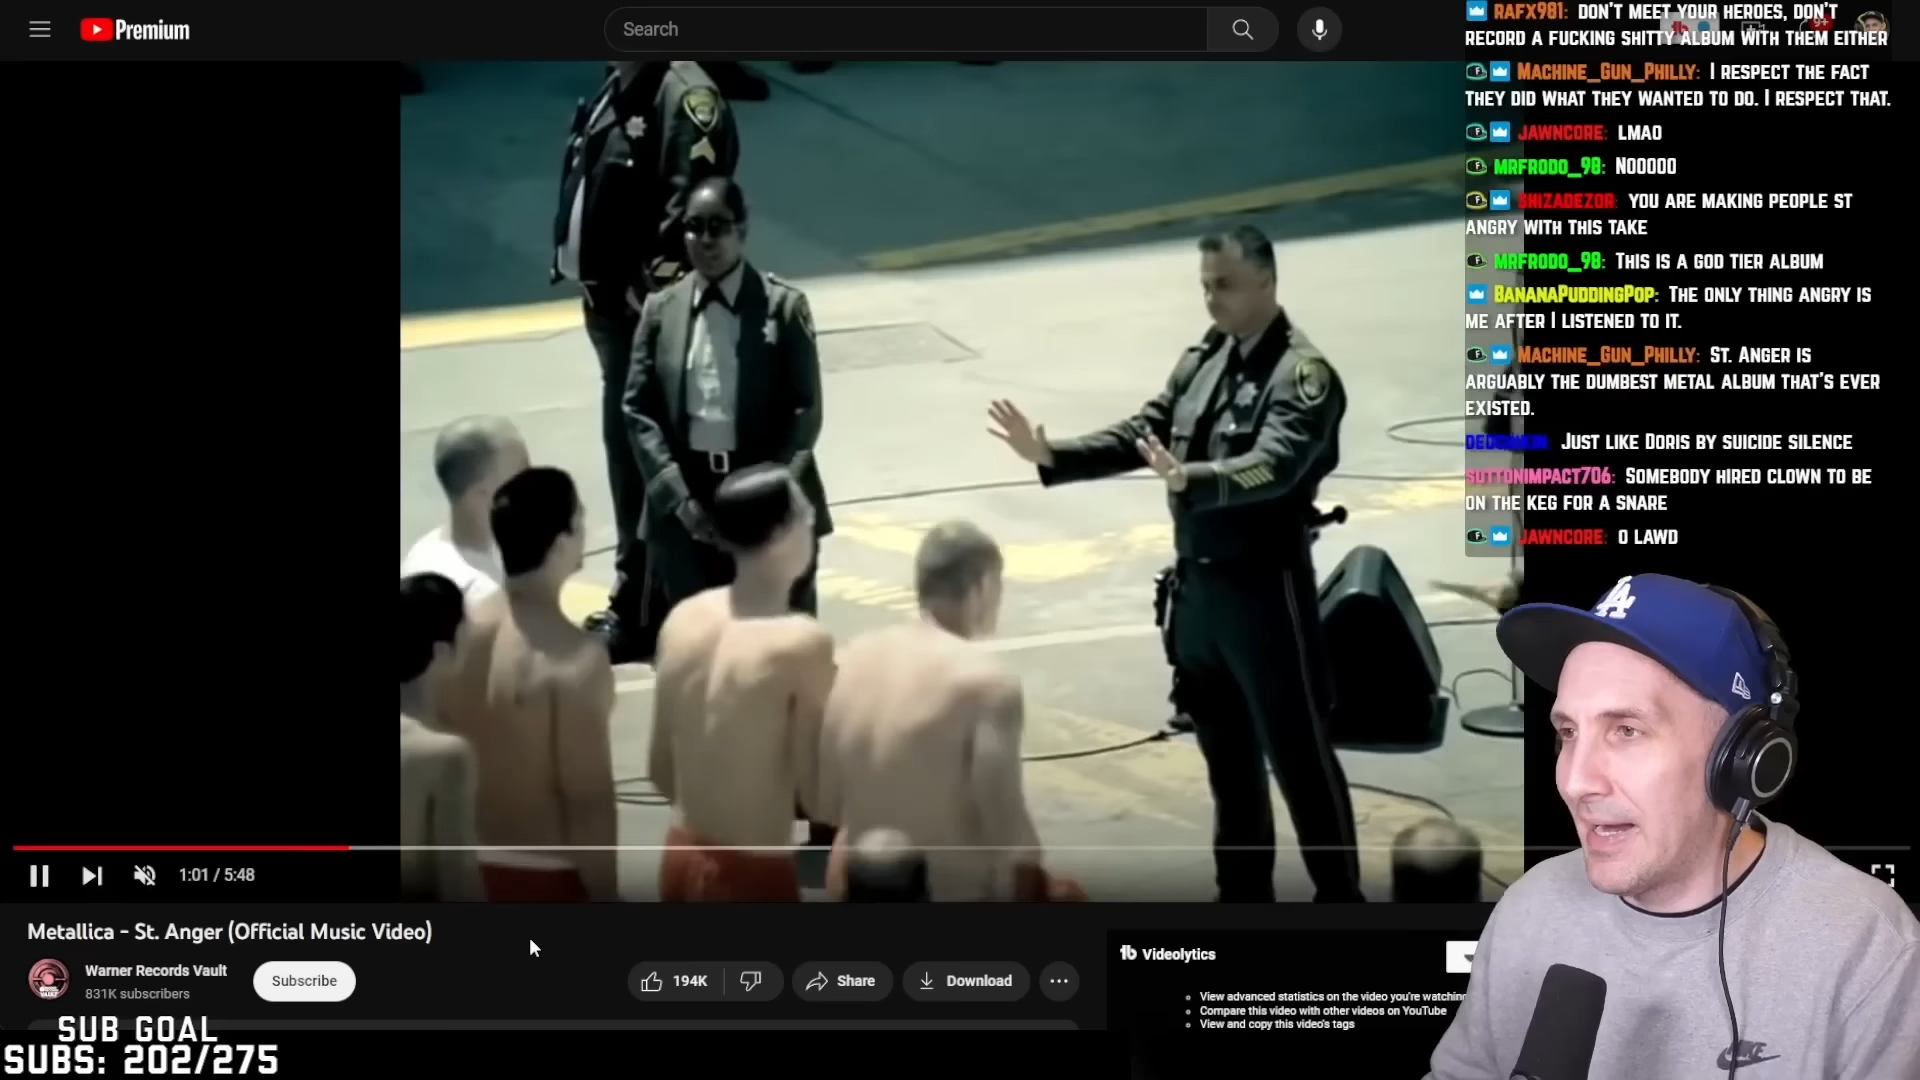 Premium
Search
RAFX981: DON'T MEET YOUR HEROES, DON'T
RECORD A FUCKING SHITTY ALBUM WITH THEM EITHER
MACHINE_GUN_PHILLY: I RESPECT THE FACT
THEY DID WHAT THEY WANTED TO DO. I RESPECT THAT.
JAWNCORE: LMAO
MRFRODO_98: NOOOOO
SHIZADEZOR: YOU ARE MAKING PEOPLE ST
ANGRY WITH THIS TAKE
MRFRODO_98: THIS IS A GOD TIER ALBUM
BANANAPUDDINGPOP: THE ONLY THING ANGRY IS
ME AFTER I LISTENED TO IT.
MACHINE_GUN_PHILLY: ST. ANGER IS
ARGUABLY THE DUMBEST METAL ALBUM THAT'S EVER
EXISTED.
JUST LIKE DORIS BY SUICIDE SILENCE
SUTTONIMPACT706: SOMEBODY HIRED CLOWN TO BE
ON THE KEG FOR A SNARE
JAWNCORE: O LAWD
LA
1:01 / 5:48
Metallica - St. Anger (Official Music Video)
Warner Records Vault
831K subscribers
Subscribe
194K
Share
Download
Videolytics
View advanced statistics on the video you're watching
Compare this video with other videos on YouTube
View and copy this video's tags
SUB GOAL
SUBS: 202/275
NIKE